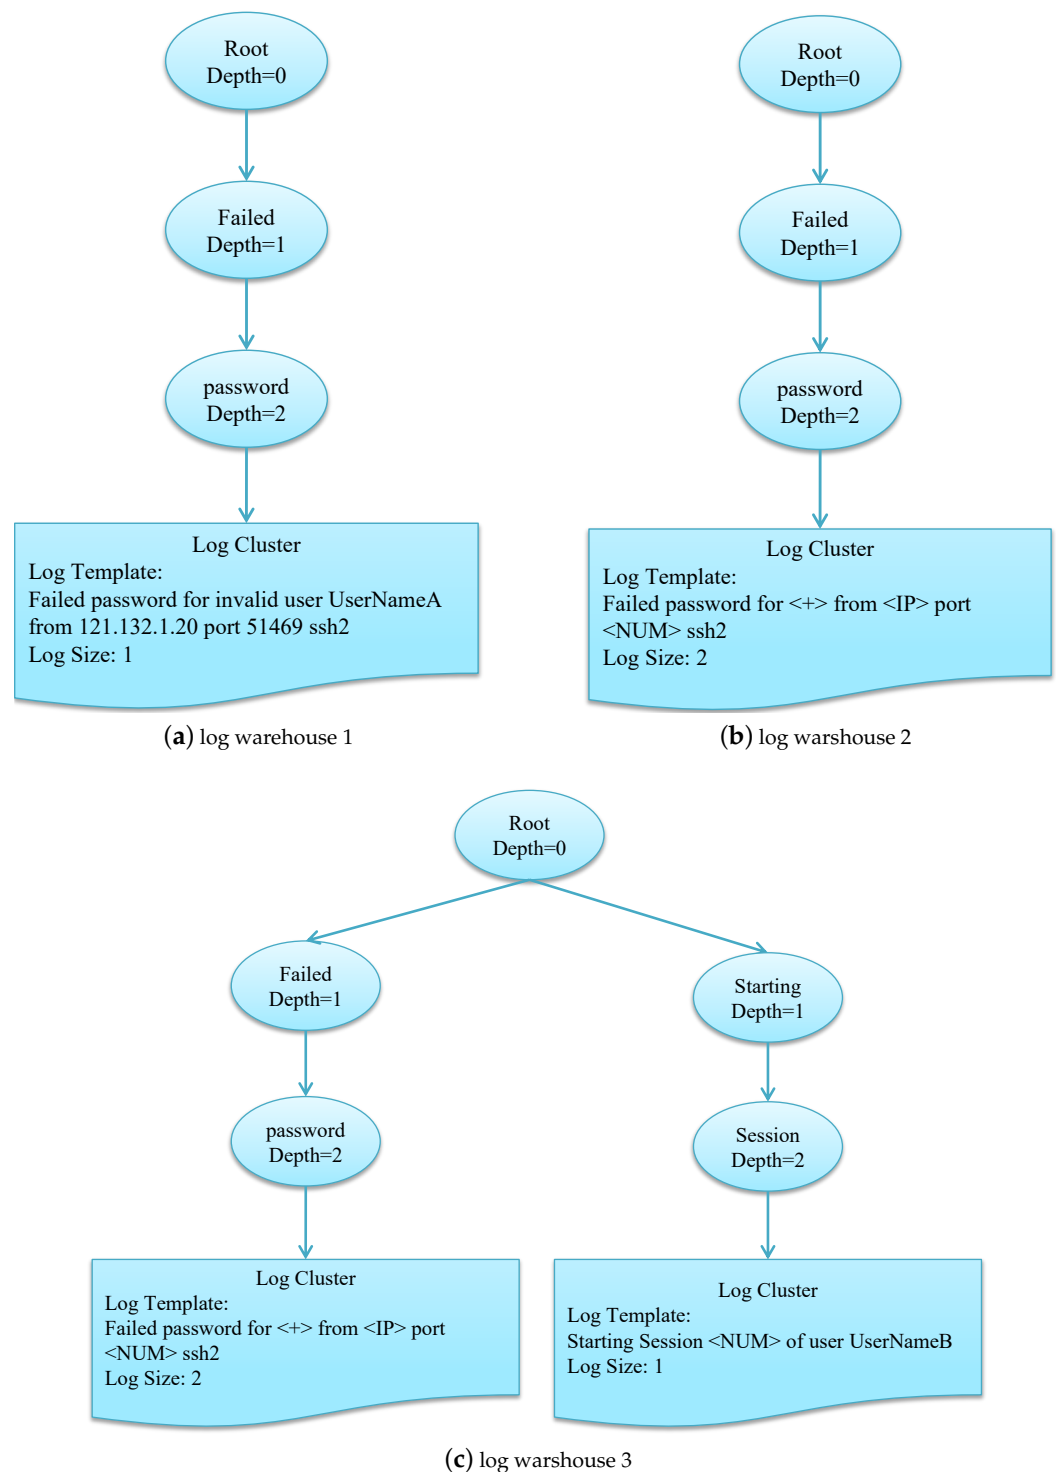 Root
Depth=0
Failed
Depth=1
password
Depth=2
Log Cluster
Log Template:
Failed password for invalid user UserNameA
from 121.132.1.20 port 51469 ssh2
Log Size: 1
(a) log warehouse 1
Root
Depth=0
Failed
Depth=1
password
Depth=2
Log Cluster
Log Template:
Failed password for <+> from <IP> port
<NUM> ssh2
Log Size: 2
(b) log warshouse 2
Root
Depth=0
Failed
Depth=1
password
Depth=2
Log Cluster
Log Template:
Failed password for <+> from <IP> port
<NUM> ssh2
Log Size: 2
Starting
Depth=1
Session
Depth=2
Log Cluster
Log Template:
Starting Session <NUM> of user UserNameB
Log Size: 1
(c) log warshouse 3